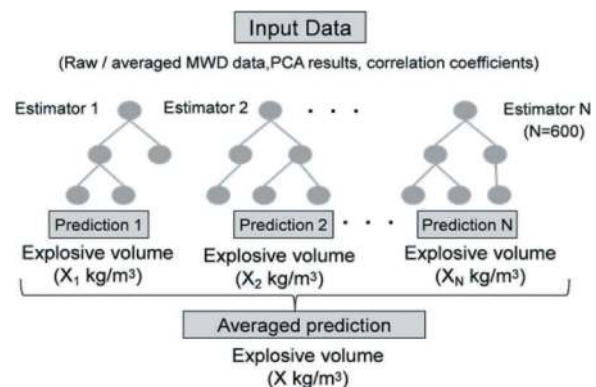 Input Data
(Raw / averaged MWD data,PCA results, correlation coefficients)
Estimator 1
Estimator 2
. . .
Estimator N
(N=600)
Prediction 1
Prediction 2
. . .
Prediction N
Explosive volume
(X₁ kg/m³)
Explosive volume
(X₂ kg/m³)
Explosive volume
(X_N kg/m³)
Averaged prediction
Explosive volume
(X kg/m³)